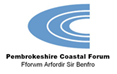 Pembrokeshire Coastal Forum
Fforwm Arfordir Sir Benfro